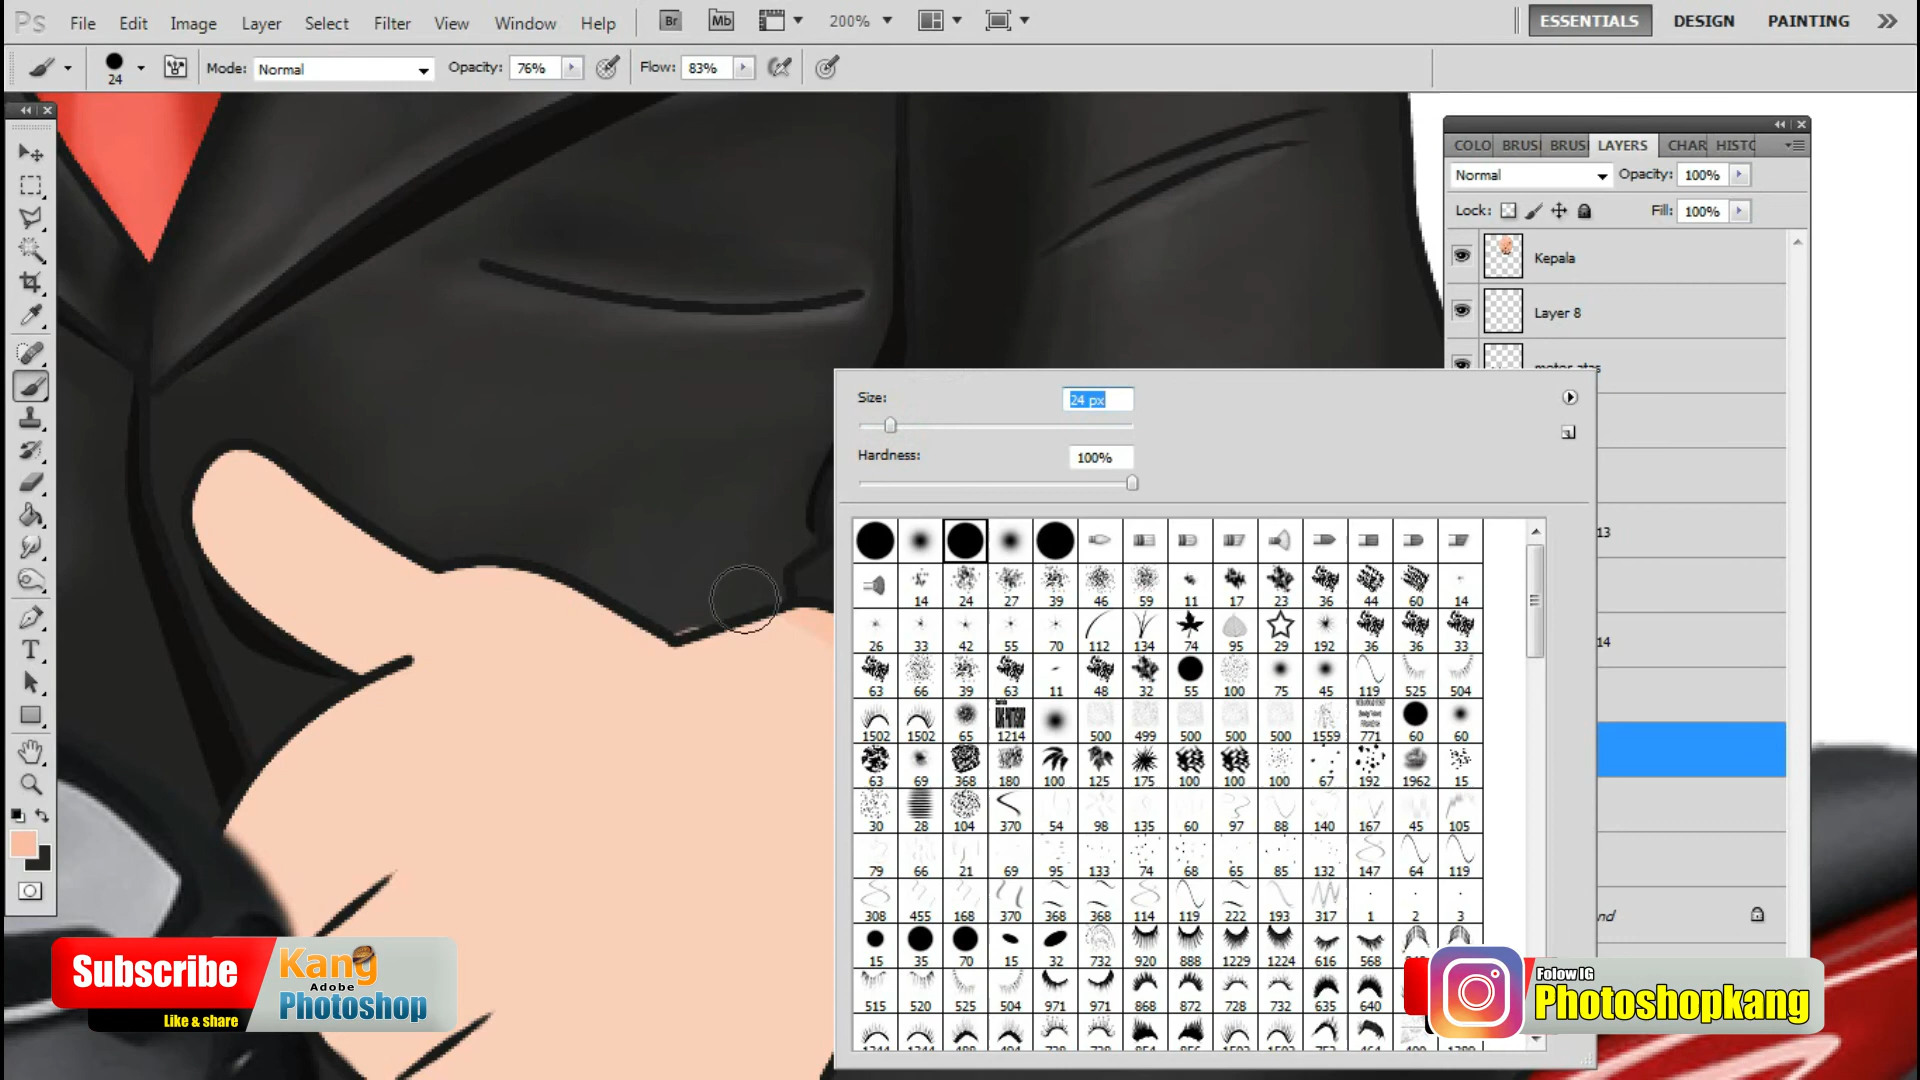 Ps File Edit Image Layer Select Filter View Window Help Br Mb 200% ESSENTIALS DESIGN PAINTING
24 Mode: Normal Opacity: 76% Flow: 83%
COLO BRUS BRUS LAYERS CHAR HISTO
Normal Opacity: 100%
Lock: Fill: 100%
Kepala
Layer 8
motor atas
13
14
nd
Size: 24 px
Hardness: 100%
14 24 27 39 46 59 11 17 23 36 44 60 14
26 33 42 55 70 112 134 74 95 29 192 36 36 33
63 66 39 63 11 48 32 55 100 75 45 119 525 504
1502 1502 65 1214 500 499 500 500 500 1559 771 60 60
63 69 368 180 100 125 175 100 100 100 67 192 1962 15
30 28 104 370 54 98 135 60 97 88 140 167 45 105
79 66 21 69 95 133 74 68 65 85 132 147 64 119
308 455 168 370 368 368 114 119 222 193 317 1 2 3
15 35 70 15 32 732 920 888 1229 1224 616 568
515 520 525 504 971 971 868 872 728 732 635 640
T
Subscribe
Like & share
Kang
Adobe
Photoshop
Folow IG
Photoshopkang